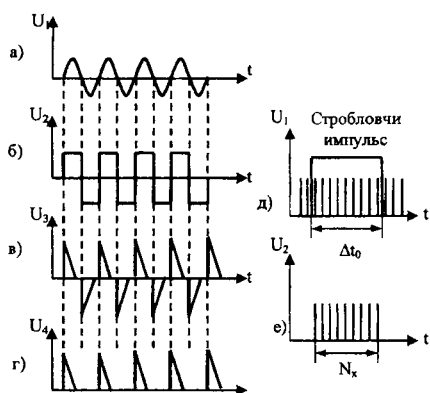 U₁
а)
t
U₂
б)
t
U₃
в)
t
U₄
г)
t
U₁
Стробловчи
импульс
д)
t
Δt₀
U₂
е)
t
Nₓ